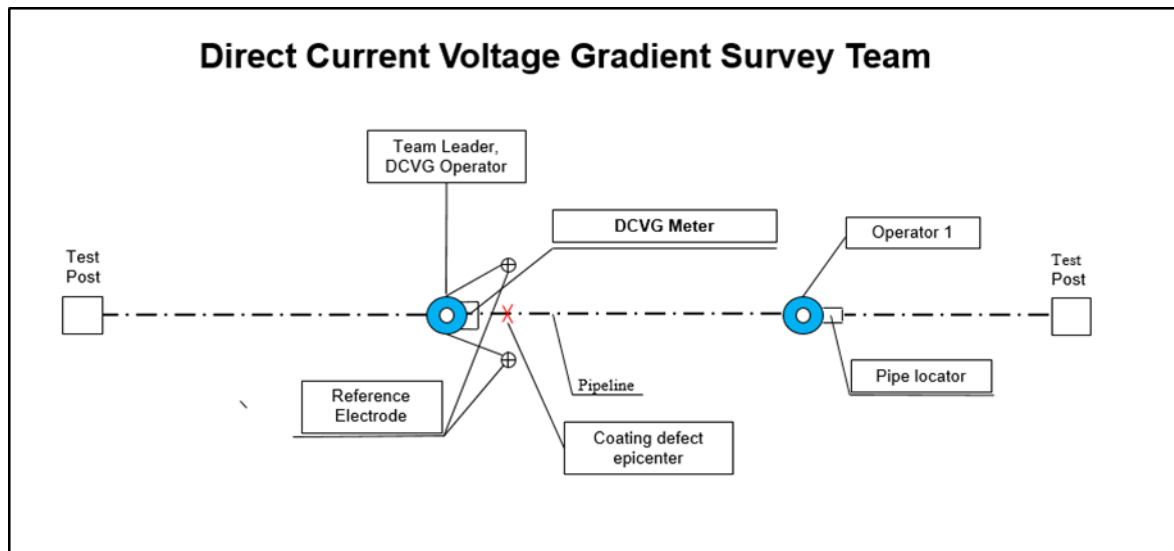 Direct Current Voltage Gradient Survey Team
Team Leader,
DCVG Operator
DCVG Meter
Operator 1
Test
Post
Test
Post
Reference
Electrode
Pipeline
Pipe locator
Coating defect
epicenter